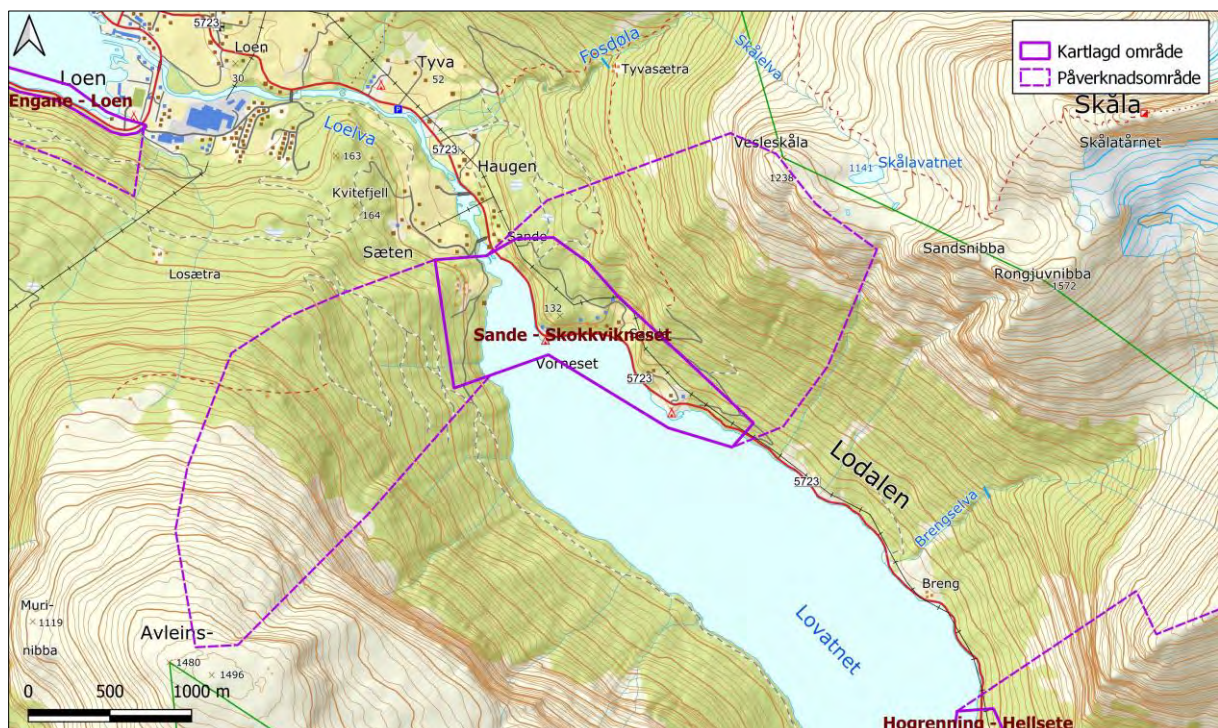 Kartlagd område
Påverknadsområde
5723
Loen
Fosdøla
Skålelva
Tyva
52
Tyvasætra
Loen
30
Engane - Loen
P
Skåla
Skålatårnet
Loelva
163
5723
Haugen
Vesleskåla
1141
Skålavatnet
1238
Kvitefjell
164
Sæten
Sande
Sandsnibba
Rongjuvnibba
1572
Losætra
132
Sande - Skokkvikneset
Vorneset
5723
Lodalen
5723
Brengselva
Breng
Muri-
1119
nibba
Avleins-
nibba
1480
1496
Lovatnet
0 500 1000 m
Hogrenning - Hellsete